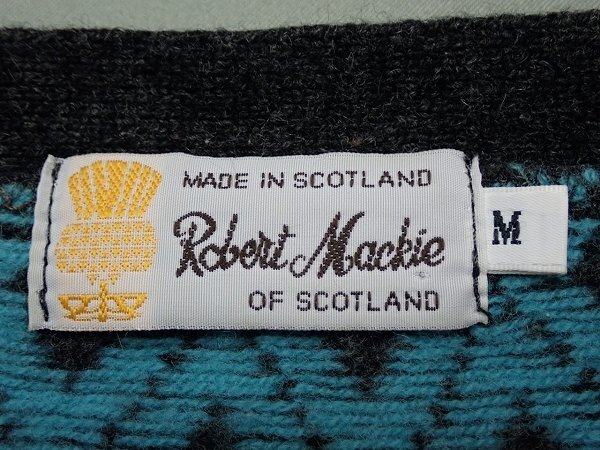 MADE IN SCOTLAND
Robert Mackie
OF SCOTLAND
M